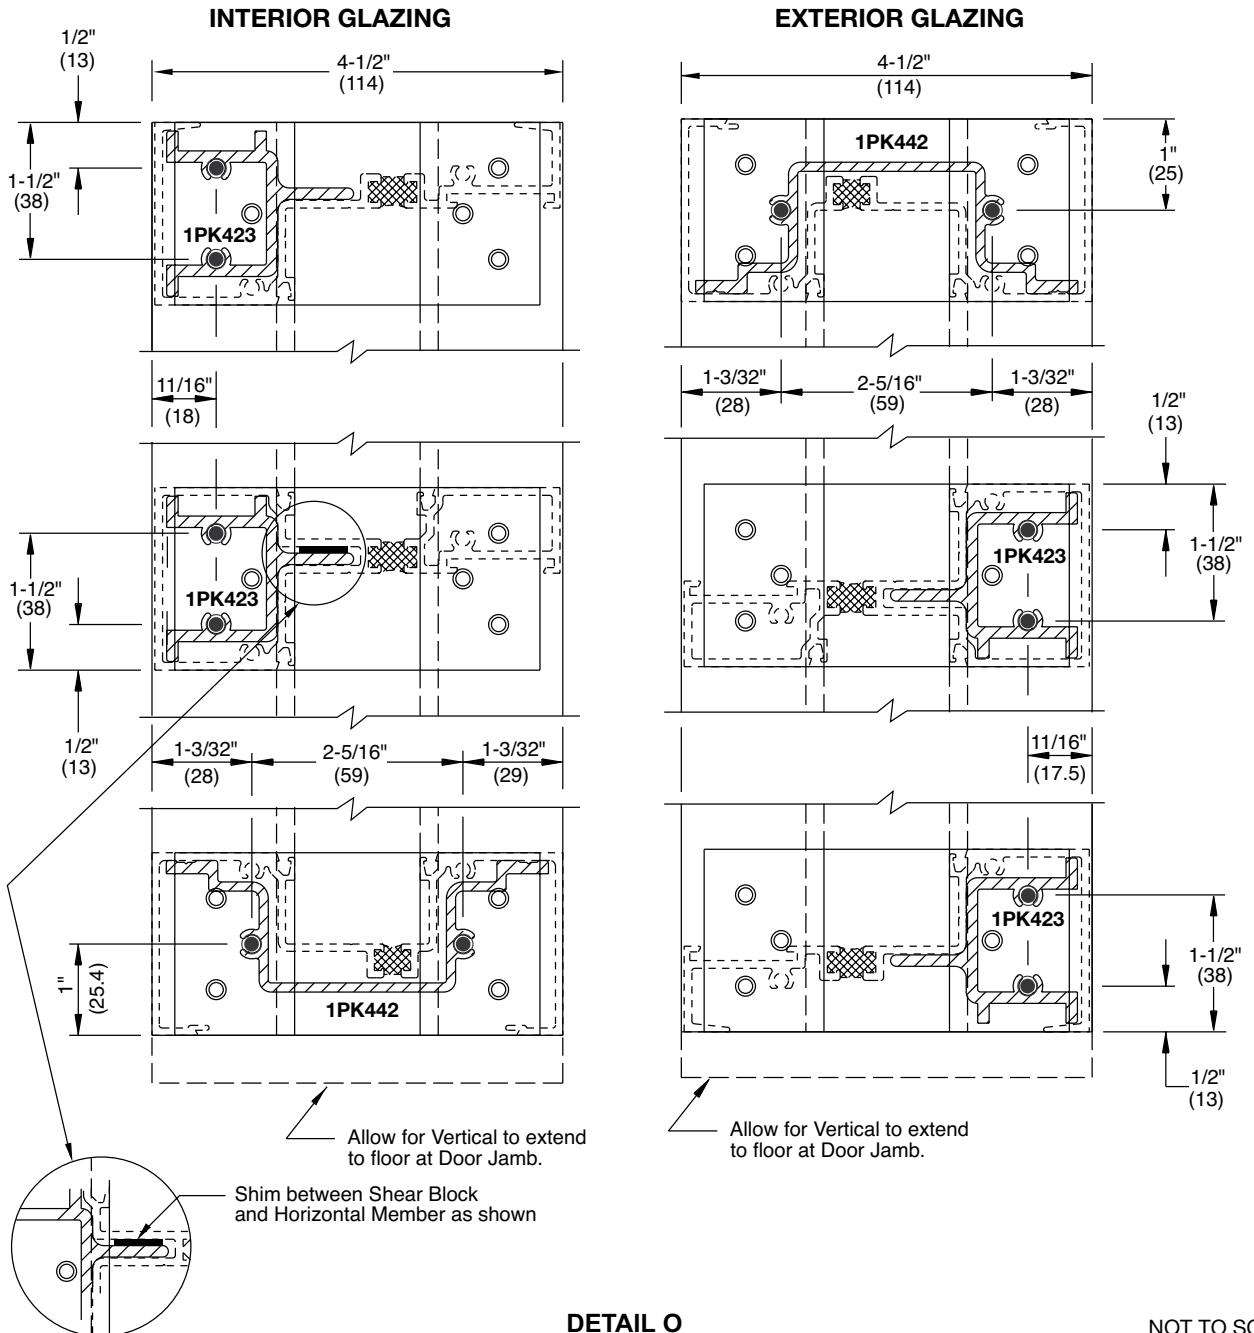 INTERIOR GLAZING
EXTERIOR GLAZING
1/2"
(13)
4-1/2"
(114)
4-1/2"
(114)
1-1/2"
(38)
1PK423
1PK442
1"
(25)
11/16"
(18)
1-3/32"
(28)
2-5/16"
(59)
1-3/32"
(28)
1/2"
(13)
1-1/2"
(38)
1PK423
1PK423
1-1/2"
(38)
1/2"
(13)
1-3/32"
(28)
2-5/16"
(59)
1-3/32"
(29)
11/16"
(17.5)
1"
(25.4)
1PK442
1PK423
1-1/2"
(38)
1/2"
(13)
Allow for Vertical to extend
to floor at Door Jamb.
Allow for Vertical to extend
to floor at Door Jamb.
Shim between Shear Block
and Horizontal Member as shown
DETAIL O
NOT TO SC